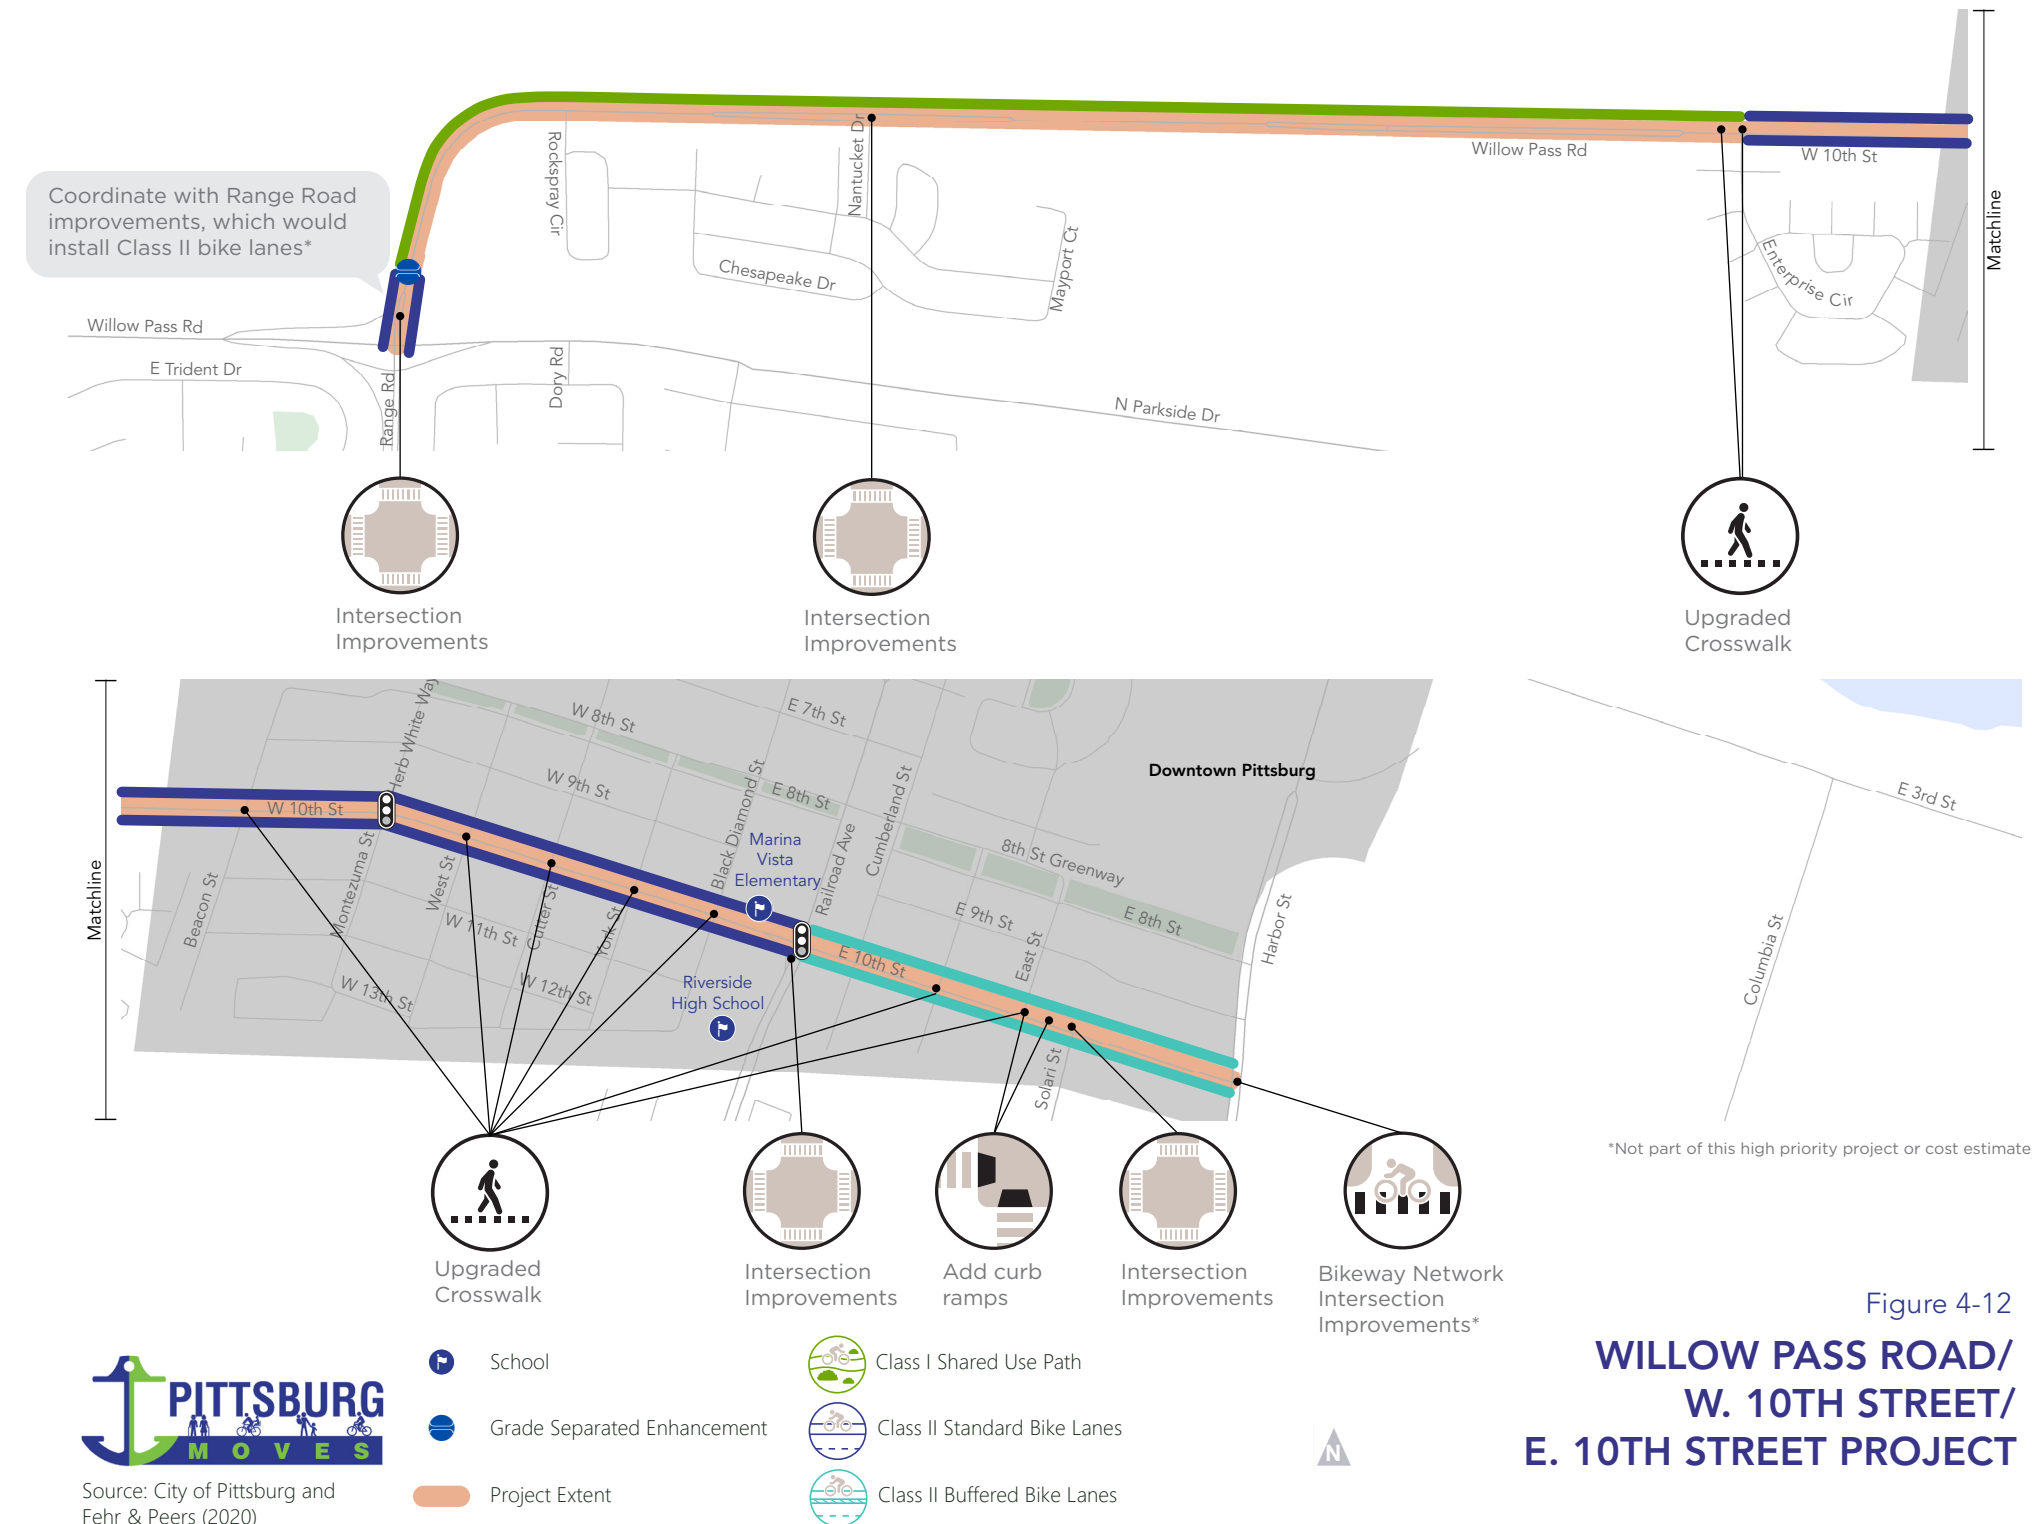 Coordinate with Range Road
improvements, which would
install Class II bike lanes*
Rockspray Cir
Nantucket Dr
Chesapeake Dr
Mayport Ct
Willow Pass Rd
W 10th St
Enterprise Cir
Matchline
Willow Pass Rd
E Trident Dr
Range Rd
Dory Rd
N Parkside Dr
Intersection
Improvements
Intersection
Improvements
Upgraded
Crosswalk
Matchline
Herb White Way
W 8th St
E 7th St
W 9th St
E 8th St
W 10th St
Black Diamond St
Marina
Vista
Elementary
Railroad Ave
Cumberland St
Downtown Pittsburg
8th St Greenway
E 8th St
E 9th St
Harbor St
E 3rd St
Columbia St
Beacon St
Montezuma St
West St
W 11th St
Cutter St
York St
W 13th St
W 12th St
Riverside
High School
E 10th St
East St
Solari St
*Not part of this high priority project or cost estimate
Upgraded
Crosswalk
Intersection
Improvements
Add curb
ramps
Intersection
Improvements
Bikeway Network
Intersection
Improvements*
School
Grade Separated Enhancement
Project Extent
Class I Shared Use Path
Class II Standard Bike Lanes
Class II Buffered Bike Lanes
N
PITTSBURG
MOVES
Source: City of Pittsburg and
Fehr & Peers (2020)
Figure 4-12
WILLOW PASS ROAD/
W. 10TH STREET/
E. 10TH STREET PROJECT